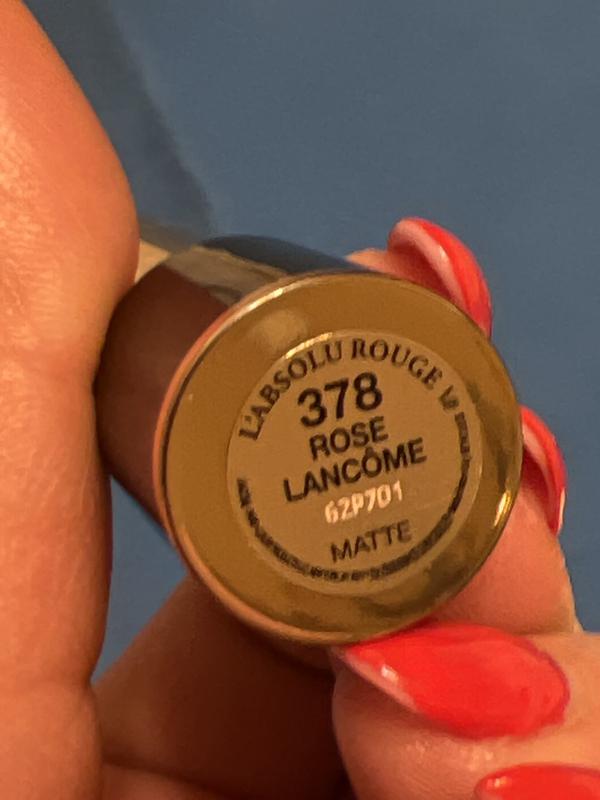 L'ABSOLU ROUGE
378
ROSE
LANCÔME
62P701
MATTE